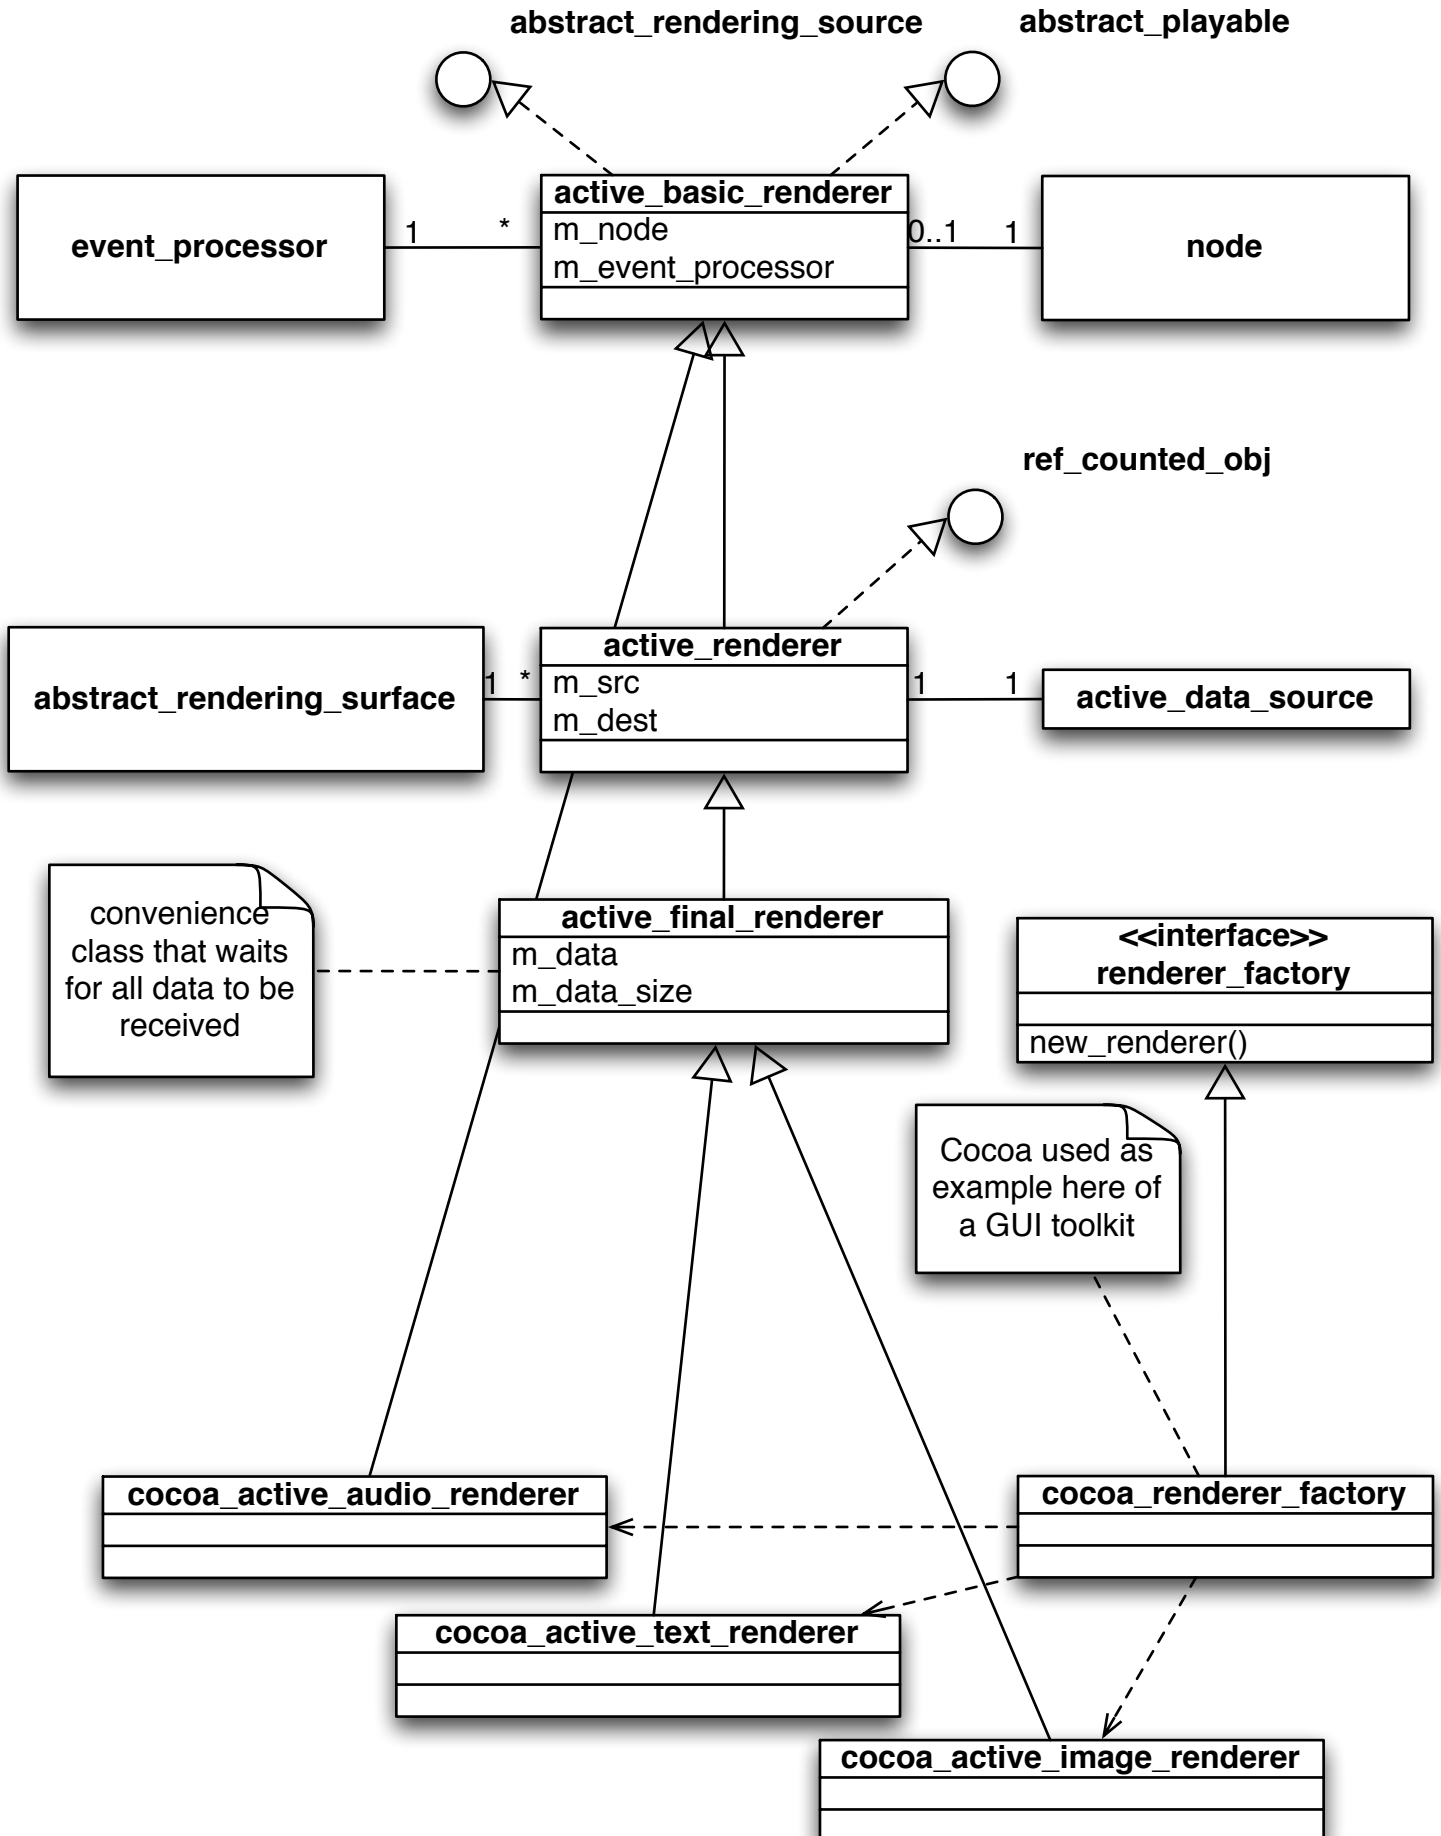 abstract_rendering_source
abstract_playable
event_processor
1
*
active_basic_renderer
m_node
m_event_processor
0..1
1
node
ref_counted_obj
abstract_rendering_surface
1
*
active_renderer
m_src
m_dest
1
1
active_data_source
convenience
class that waits
for all data to be
received
active_final_renderer
m_data
m_data_size
<<interface>>
renderer_factory
new_renderer()
Cocoa used as
example here of
a GUI toolkit
cocoa_active_audio_renderer
cocoa_renderer_factory
cocoa_active_text_renderer
cocoa_active_image_renderer